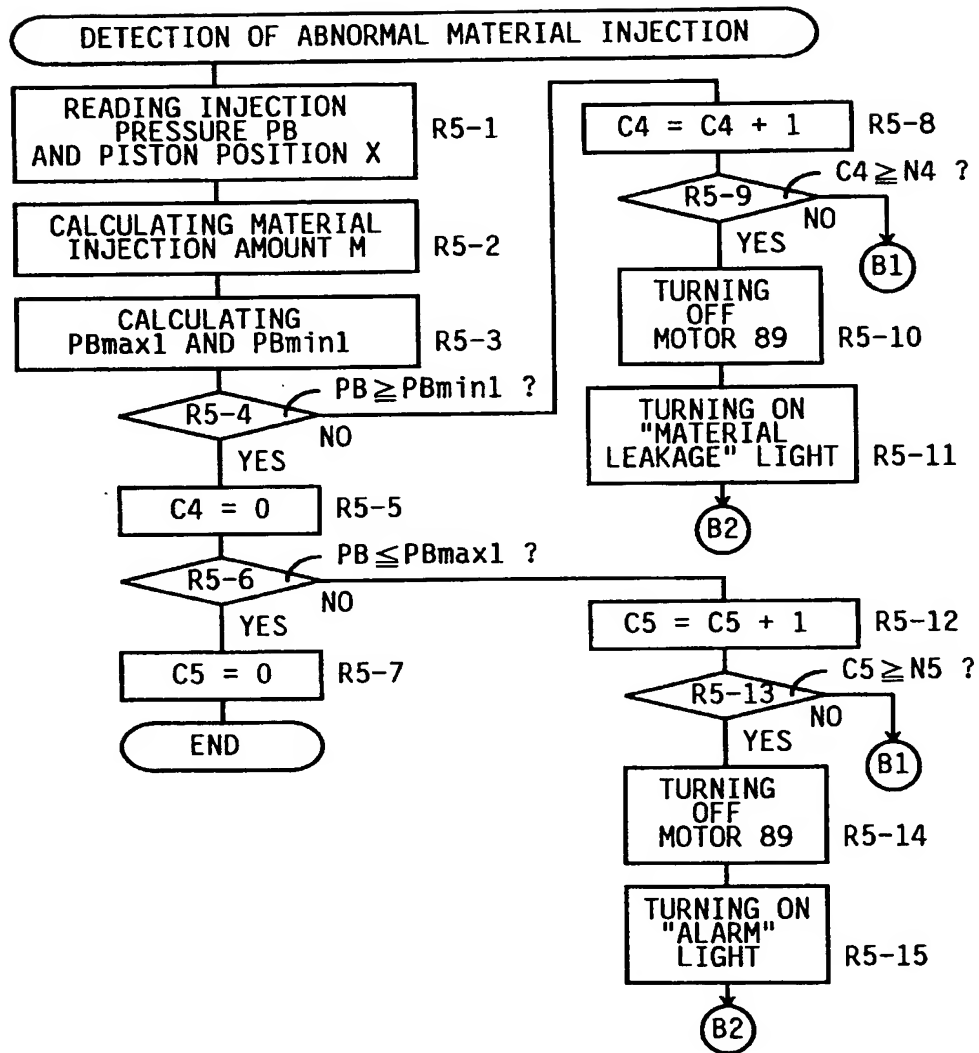 DETECTION OF ABNORMAL MATERIAL INJECTION
READING INJECTION
PRESSURE PB
AND PISTON POSITION X
R5-1
CALCULATING MATERIAL
INJECTION AMOUNT M
R5-2
CALCULATING
PBmax1 AND PBmin1
R5-3
PB ≧ PBmin1 ?
R5-4
NO
YES
C4 = 0
R5-5
PB ≦ PBmax1 ?
R5-6
NO
YES
C5 = 0
R5-7
END
C4 = C4 + 1
R5-8
C4 ≧ N4 ?
R5-9
NO
YES
B1
TURNING
OFF
MOTOR 89
R5-10
TURNING ON
"MATERIAL
LEAKAGE" LIGHT
R5-11
B2
C5 = C5 + 1
R5-12
C5 ≧ N5 ?
R5-13
NO
YES
B1
TURNING
OFF
MOTOR 89
R5-14
TURNING ON
"ALARM"
LIGHT
R5-15
B2